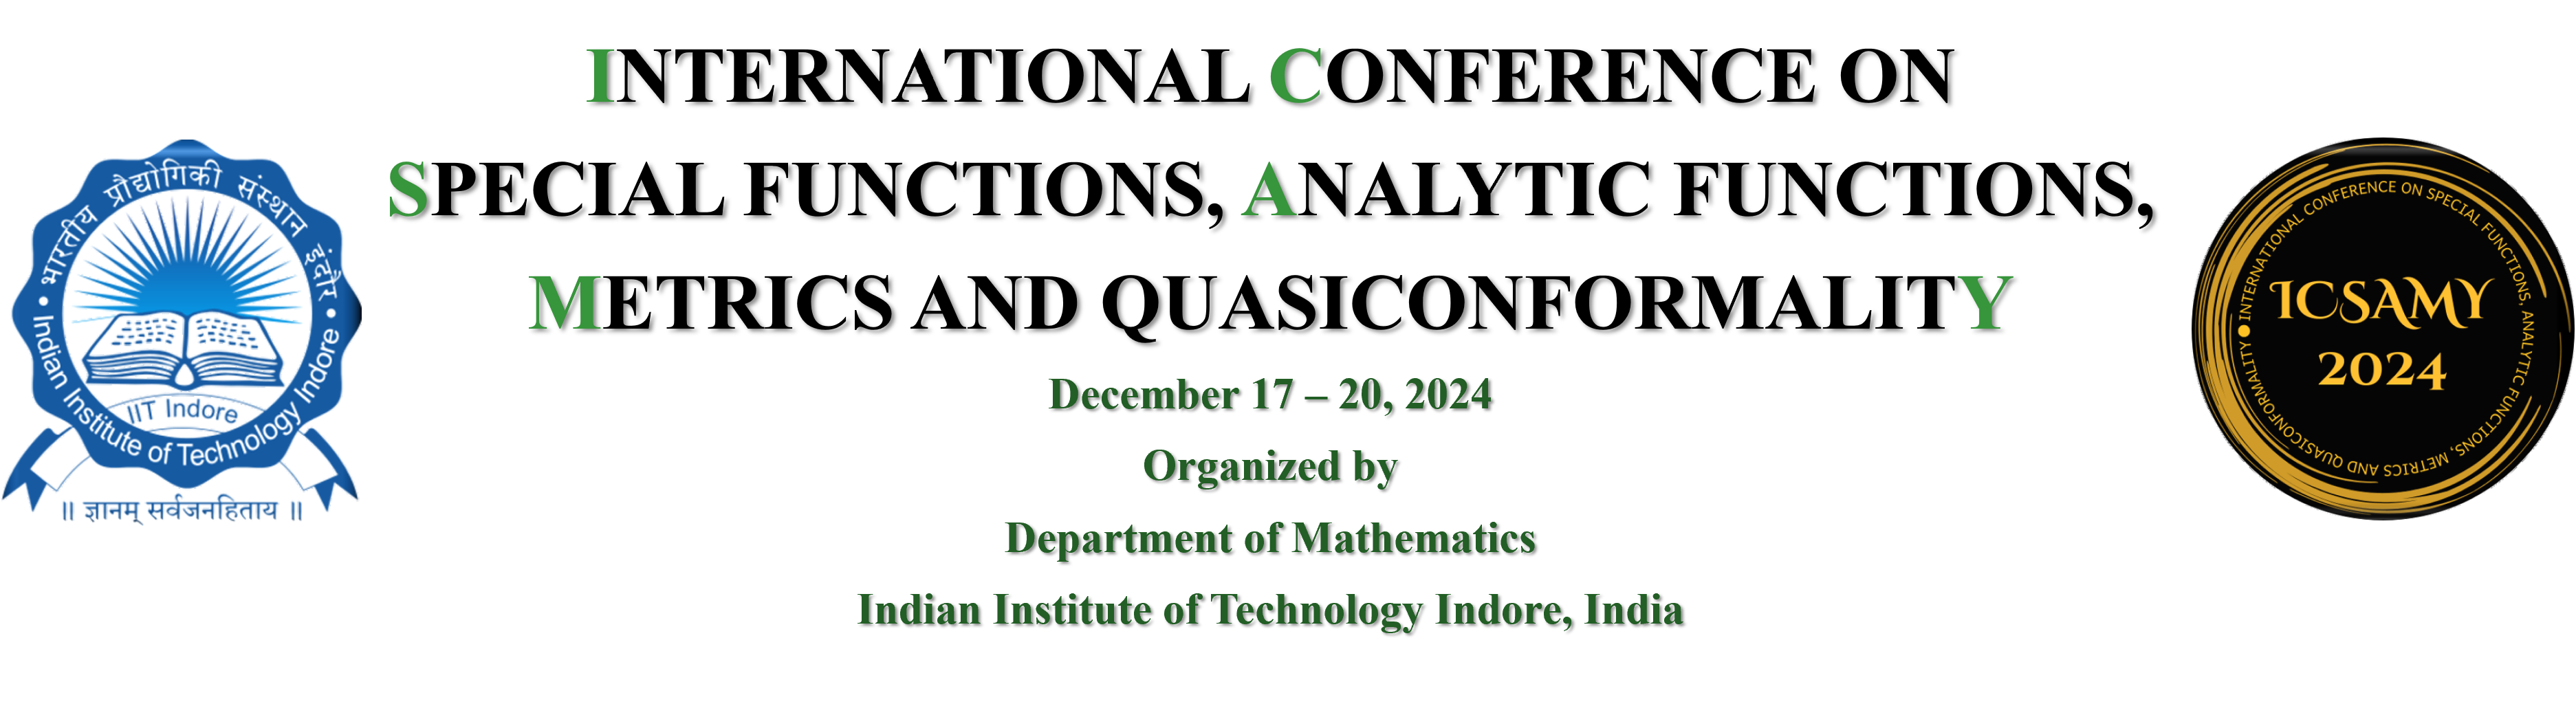 INTERNATIONAL CONFERENCE ON
SPECIAL FUNCTIONS, ANALYTIC FUNCTIONS,
METRICS AND QUASICONFORMALITY
December 17 – 20, 2024
Organized by
Department of Mathematics
Indian Institute of Technology Indore, India
भारतीय प्रौद्योगिकी संस्थान इंदौर
Indian Institute of Technology Indore
IIT Indore
॥ ज्ञानम् सर्वजनहिताय ॥
INTERNATIONAL CONFERENCE ON SPECIAL FUNCTIONS, ANALYTIC FUNCTIONS, METRICS AND QUASICONFORMALITY
ICSAMY
2024